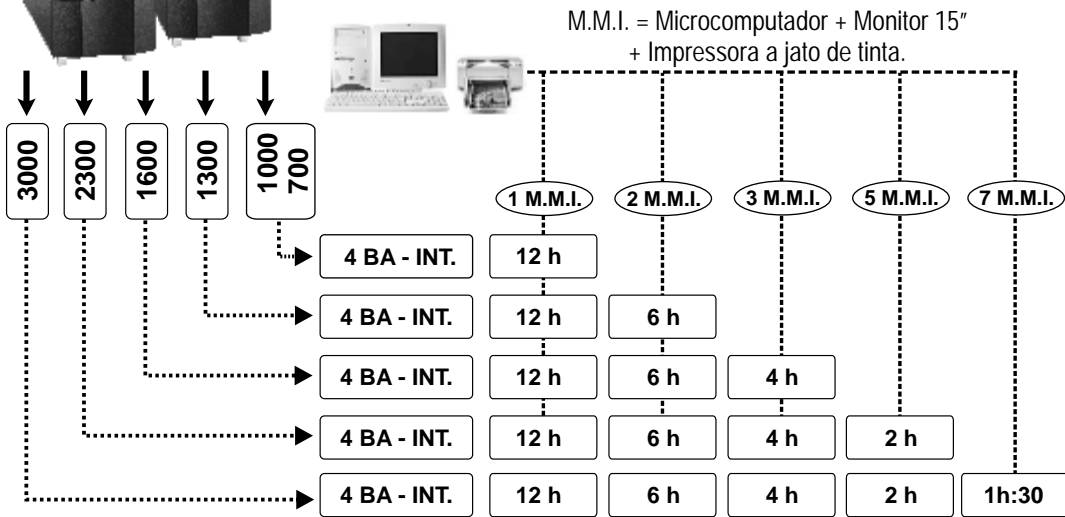 M.M.I. = Microcomputador + Monitor 15″
+ Impressora a jato de tinta.
3000
2300
1600
1300
1000
700
1 M.M.I. 2 M.M.I. 3 M.M.I. 5 M.M.I. 7 M.M.I.
4 BA - INT. 12 h
4 BA - INT. 12 h 6 h
4 BA - INT. 12 h 6 h 4 h
4 BA - INT. 12 h 6 h 4 h 2 h
4 BA - INT. 12 h 6 h 4 h 2 h 1h:30